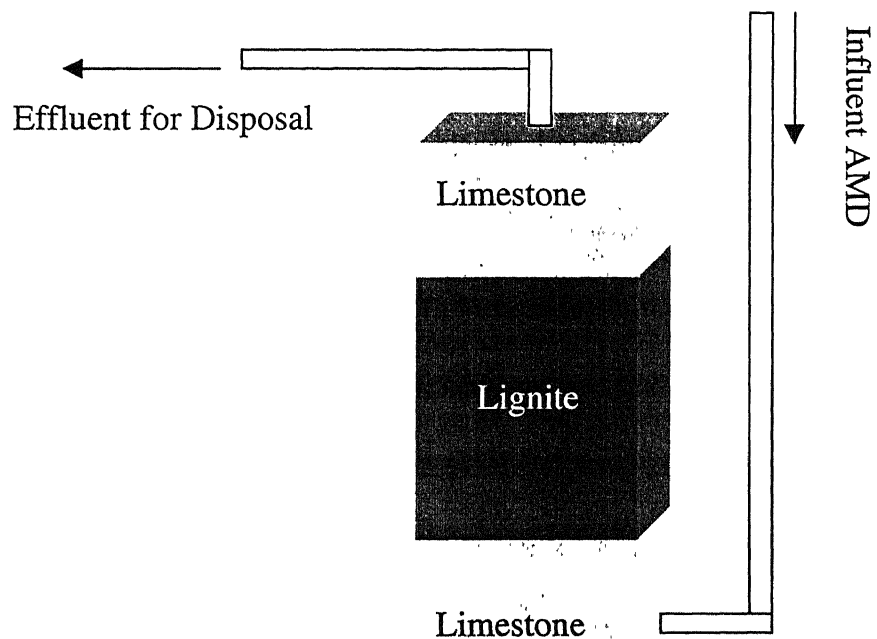 Effluent for Disposal
Influent AMD
Limestone
Lignite
Limestone